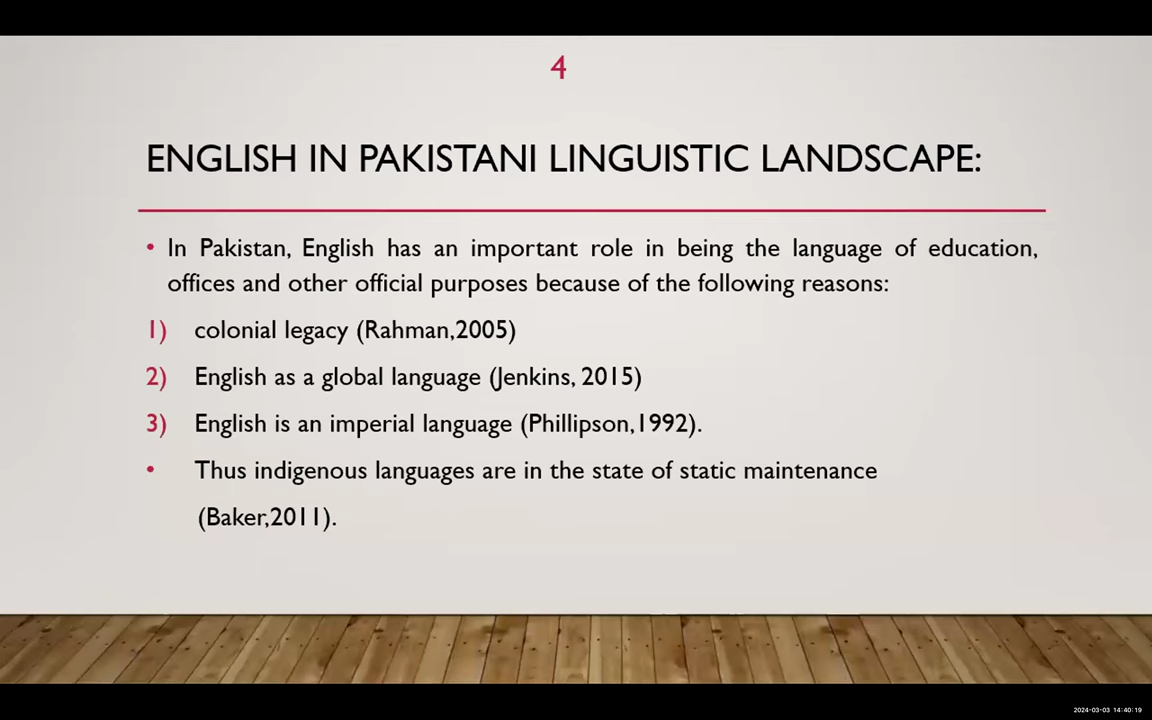 4
ENGLISH IN PAKISTANI LINGUISTIC LANDSCAPE:
• In Pakistan, English has an important role in being the language of education,
offices and other official purposes because of the following reasons:
1) colonial legacy (Rahman,2005)
2) English as a global language (Jenkins, 2015)
3) English is an imperial language (Phillipson,1992).
• Thus indigenous languages are in the state of static maintenance
(Baker,2011).
2024-03-03 14:40:19